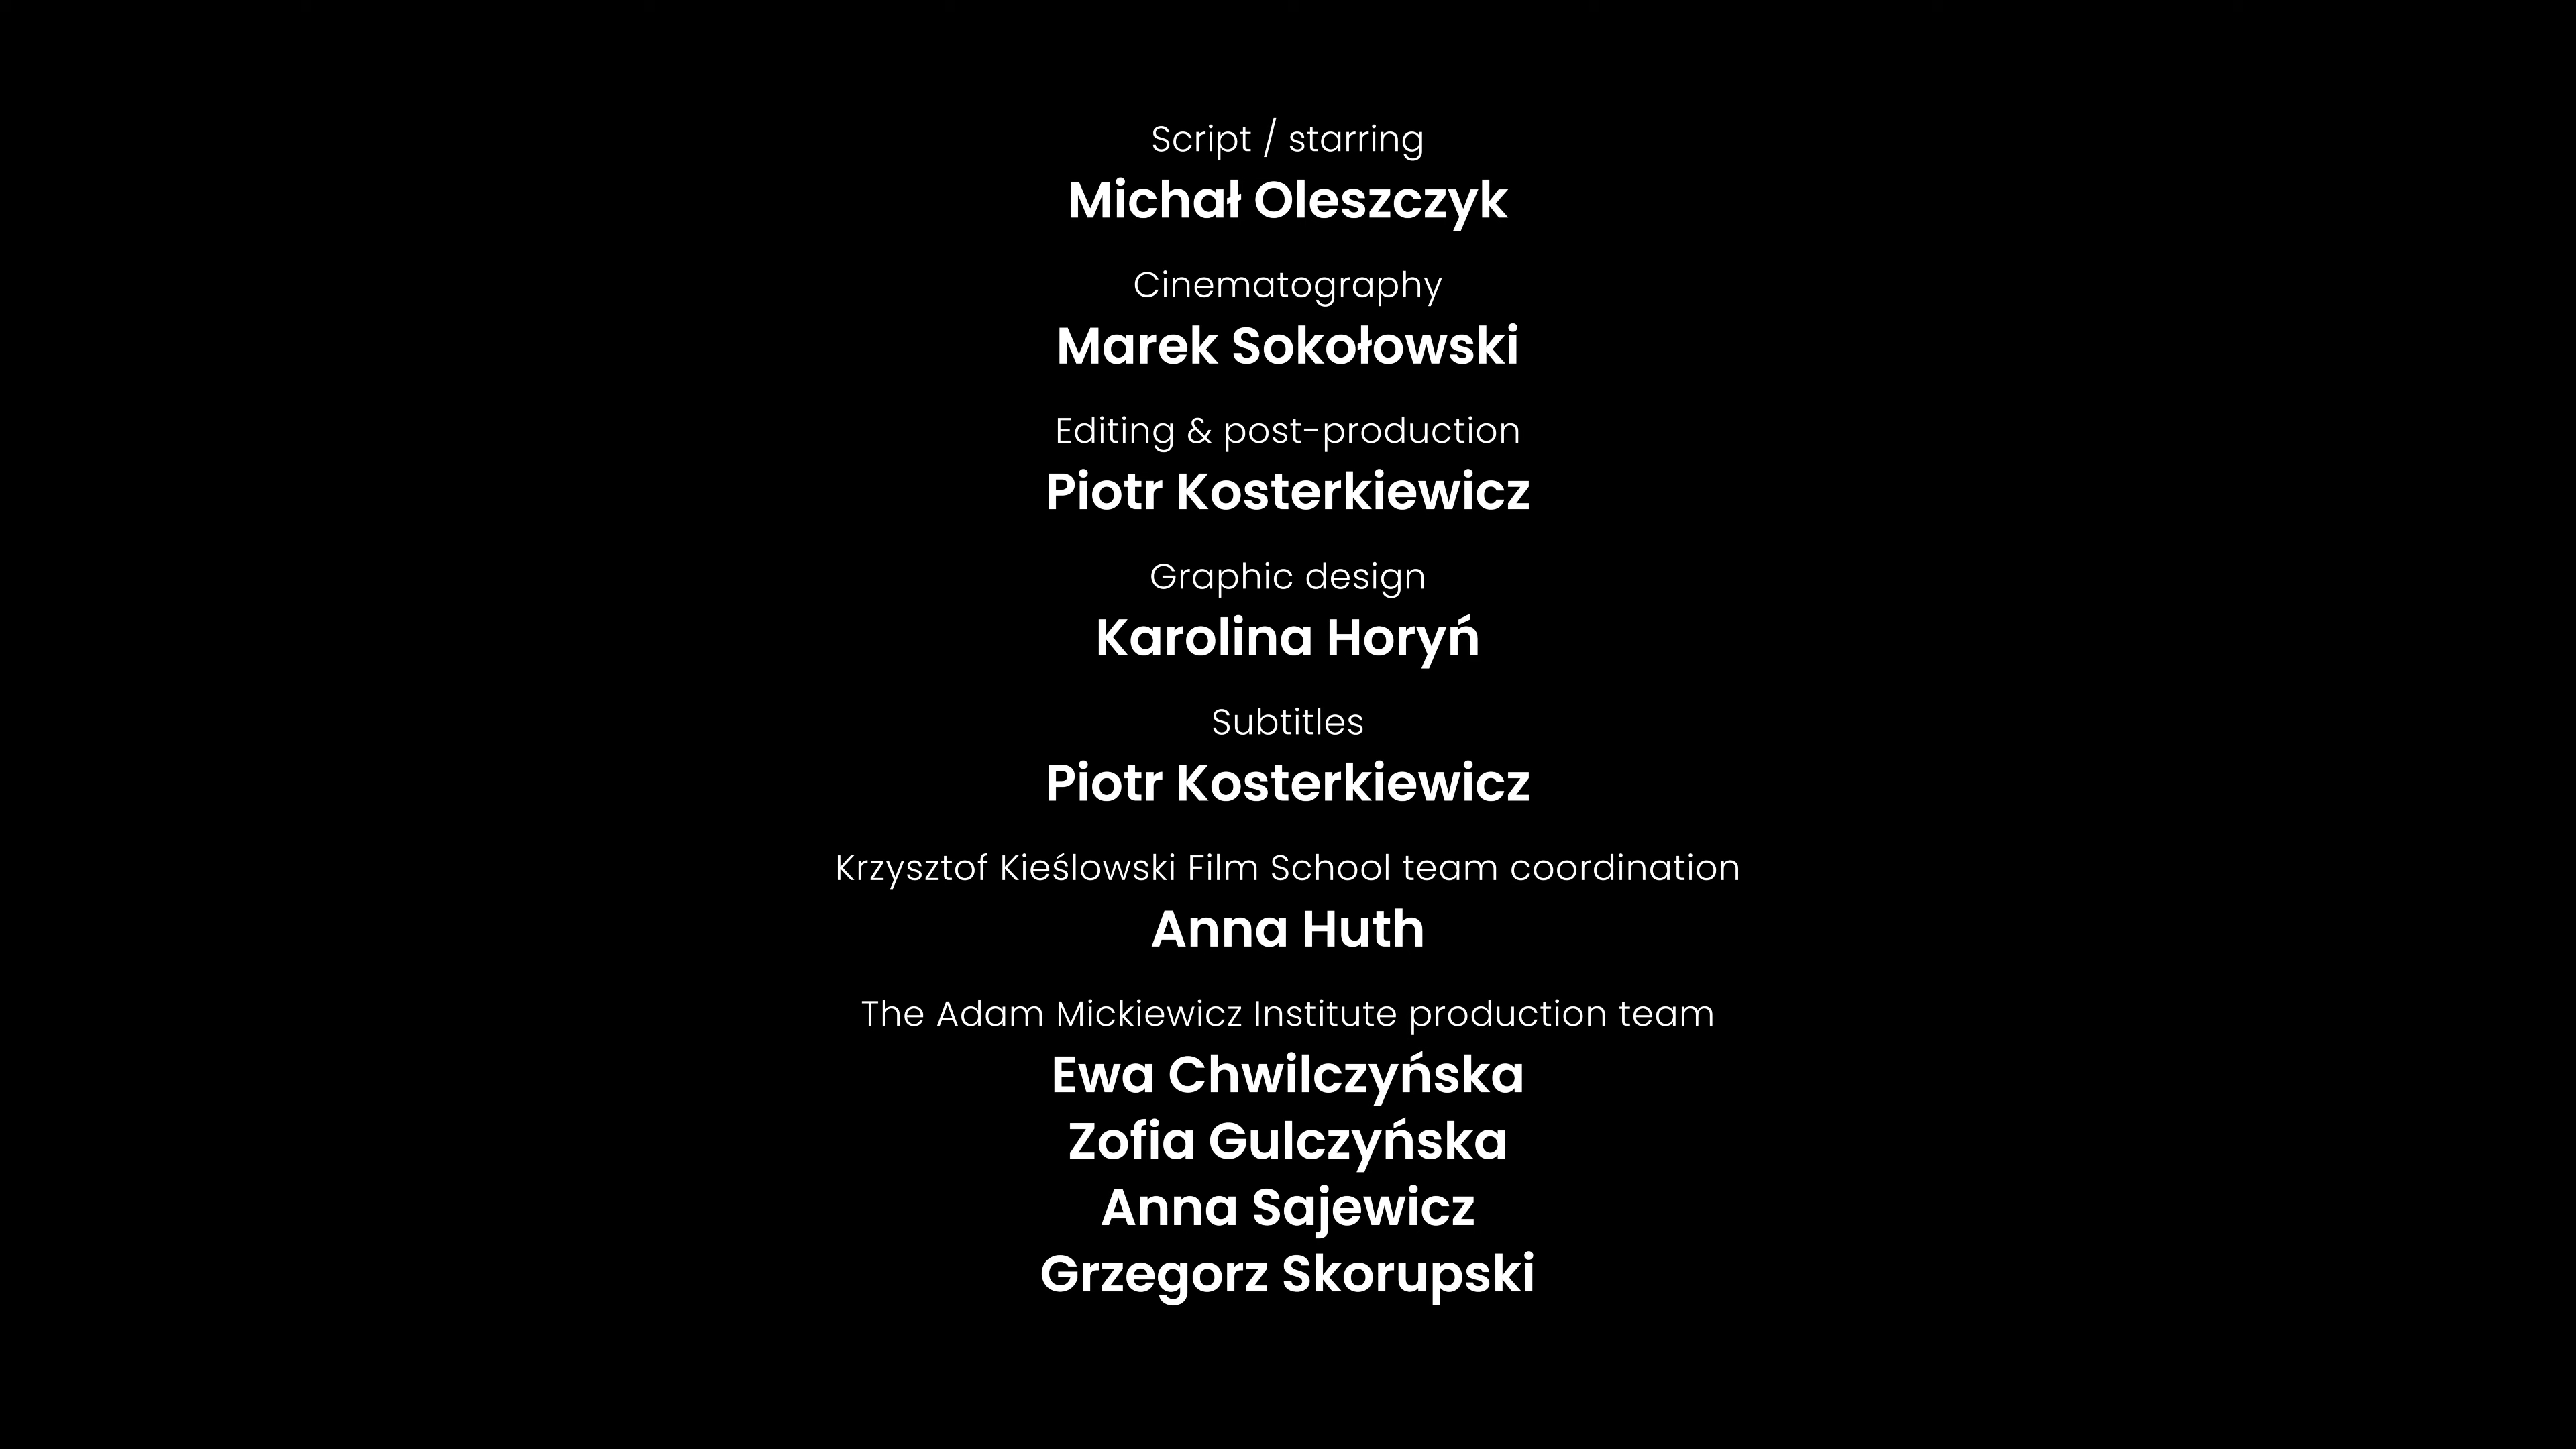 Script / starring
Michał Oleszczyk
Cinematography
Marek Sokołowski
Editing & post-production
Piotr Kosterkiewicz
Graphic design
Karolina Horyń
Subtitles
Piotr Kosterkiewicz
Krzysztof Kieślowski Film School team coordination
Anna Huth
The Adam Mickiewicz Institute production team
Ewa Chwilczyńska
Zofia Gulczyńska
Anna Sajewicz
Grzegorz Skorupski